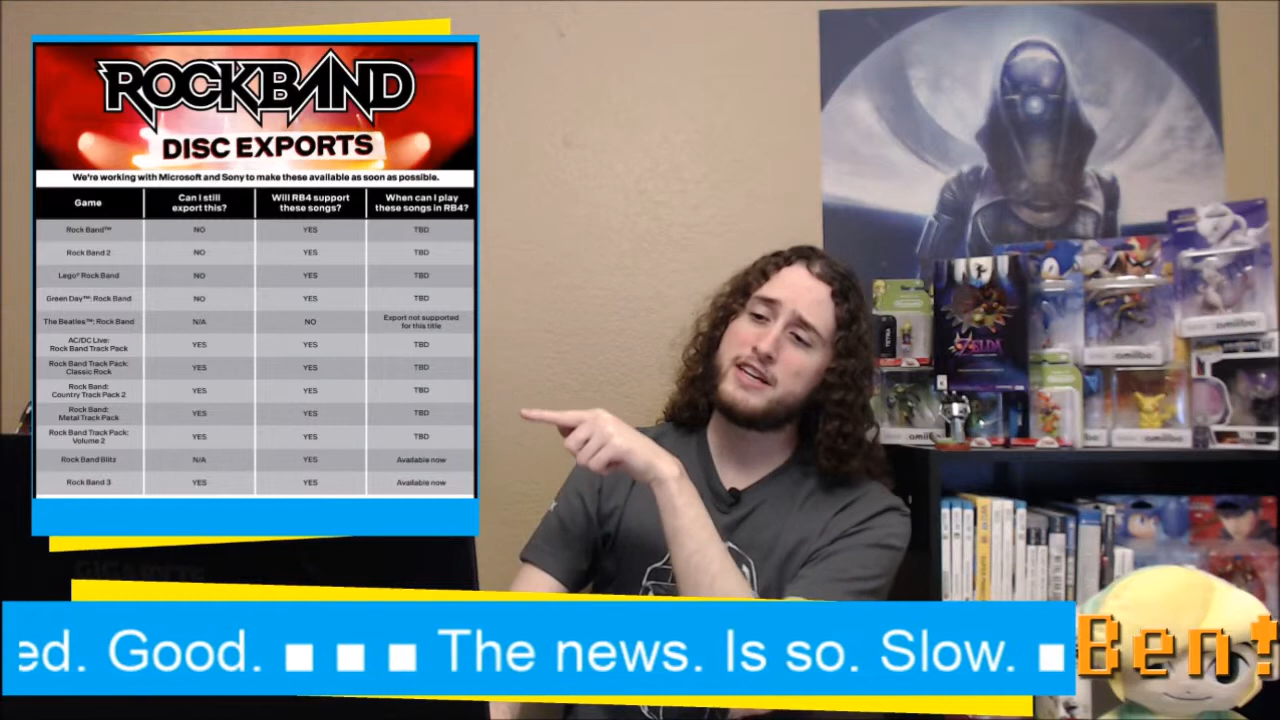 ROCKBAND
DISC EXPORTS
We're working with Microsoft and Sony to make these available as soon as possible.
Game
Can I still export this?
Will RB4 support these songs?
When can I play these songs in RB4?
Rock Band™ NO YES TBD
Rock Band 2 NO YES TBD
Lego® Rock Band NO YES TBD
Green Day™: Rock Band NO YES TBD
The Beatles™: Rock Band N/A NO Export not supported for this title
AC/DC Live: Rock Band Track Pack YES YES TBD
Rock Band Track Pack: Classic Rock YES YES TBD
Rock Band: Country Track Pack 2 YES YES TBD
Rock Band: Metal Track Pack YES YES TBD
Rock Band Track Pack: Volume 2 YES YES TBD
Rock Band Blitz N/A YES Available now
Rock Band 3 YES YES Available now
ZELDA
amiibo
amiibo
amiibo
GIGABYTE
ed. Good. ■ ■ ■ The news. Is so. Slow. ■
Ben!